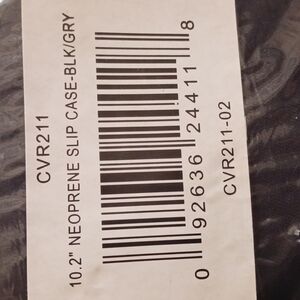 CVR211
10.2" NEOPRENE SLIP CASE-BLK/GRY
0 92636 24411 8
CVR211-02